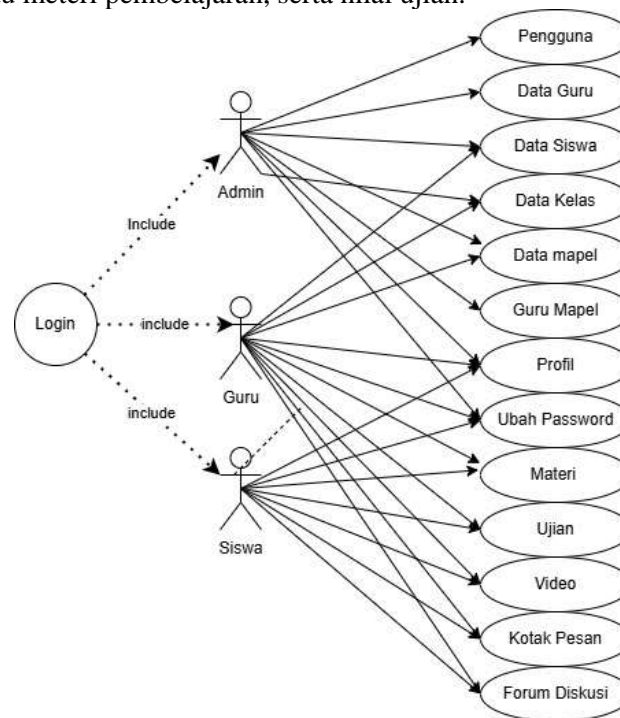 meteri pembelajaran, serta nilai ujian.
Pengguna
Data Guru
Data Siswa
Admin
Data Kelas
Include
Data mapel
Guru Mapel
Login
include
Profil
Guru
include
Ubah Password
Materi
Siswa
Ujian
Video
Kotak Pesan
Forum Diskusi